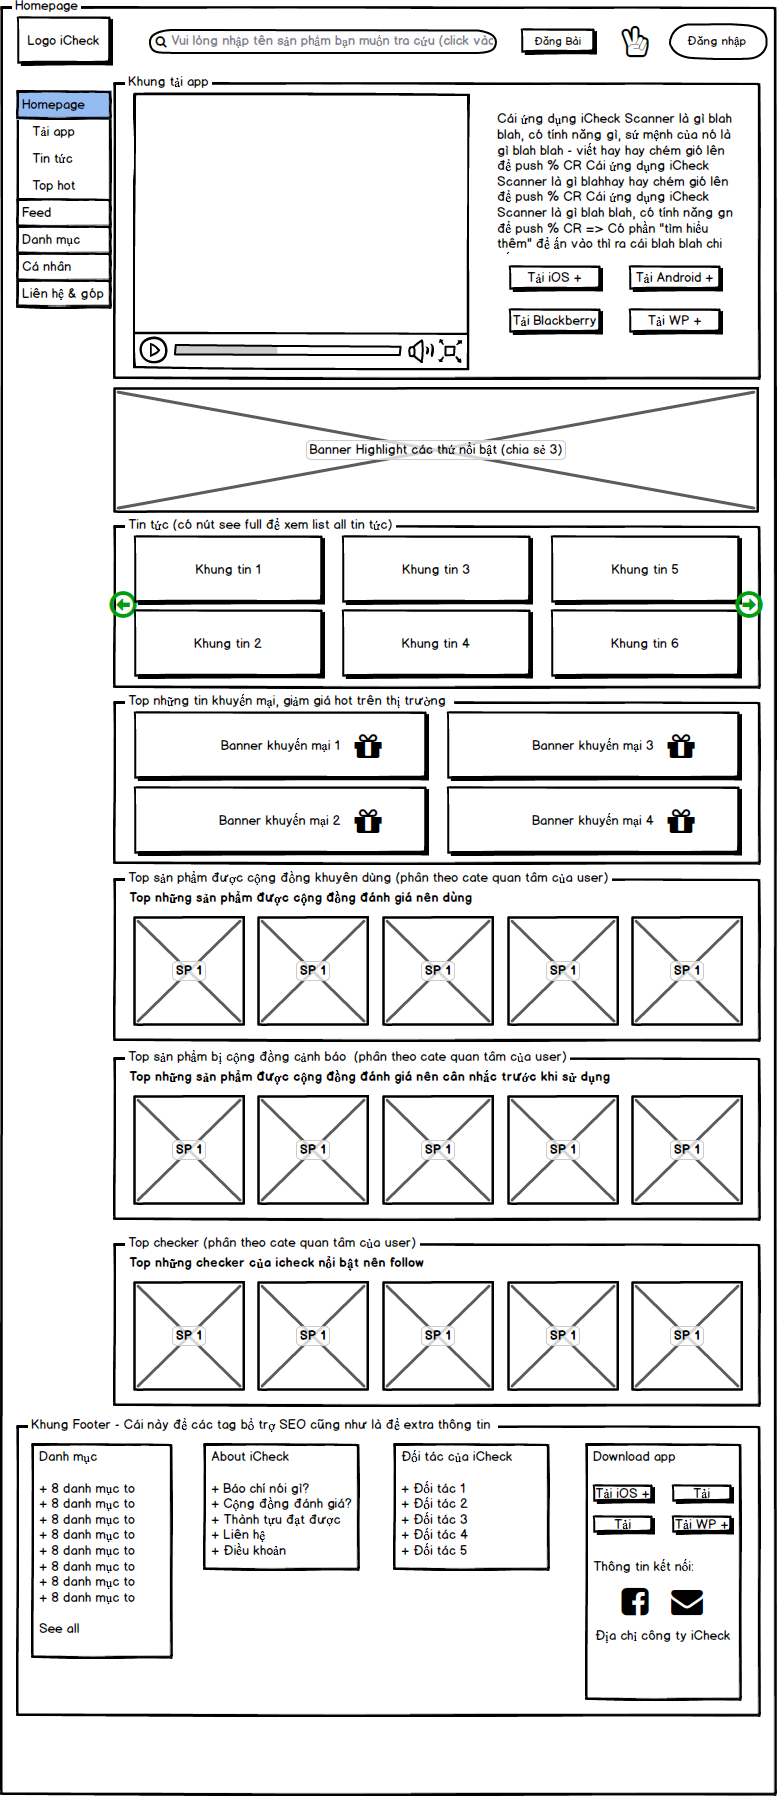 Homepage
Logo iCheck
Vui lòng nhập tên sản phẩm bạn muốn tra cứu (click vào
Đăng Bài
Đăng nhập
Homepage
Tải app
Tin tức
Top hot
Feed
Danh mục
Cá nhân
Liên hệ & góp
Khung tải app
Cái ứng dụng iCheck Scanner là gì blah
blah, có tính năng gì, sứ mệnh của nó là
gì blah blah - viết hay hay chém gió lên
để push % CR Cái ứng dụng iCheck
Scanner là gì blahhay hay chém gió lên
để push % CR Cái ứng dụng iCheck
Scanner là gì blah blah, có tính năng gn
để push % CR => Có phần "tìm hiểu
thêm" để ấn vào thì ra cái blah blah chi
Tải iOS +
Tải Android +
Tải Blackberry
Tải WP +
Banner Highlight các thứ nổi bật (chia sẻ 3)
Tin tức (có nút see full để xem list all tin tức)
Khung tin 1
Khung tin 3
Khung tin 5
Khung tin 2
Khung tin 4
Khung tin 6
Top những tin khuyến mại, giảm giá hot trên thị trường
Banner khuyến mại 1
Banner khuyến mại 3
Banner khuyến mại 2
Banner khuyến mại 4
Top sản phẩm được cộng đồng khuyên dùng (phân theo cate quan tâm của user)
Top những sản phẩm được cộng đồng đánh giá nên dùng
SP 1
SP 1
SP 1
SP 1
SP 1
Top sản phẩm bị cộng đồng cảnh báo (phân theo cate quan tâm của user)
Top những sản phẩm được cộng đồng đánh giá nên cân nhắc trước khi sử dụng
SP 1
SP 1
SP 1
SP 1
SP 1
Top checker (phân theo cate quan tâm của user)
Top những checker của icheck nổi bật nên follow
SP 1
SP 1
SP 1
SP 1
SP 1
Khung Footer - Cái này để các tag bổ trợ SEO cũng như là để extra thông tin
Danh mục
+ 8 danh mục to
+ 8 danh mục to
+ 8 danh mục to
+ 8 danh mục to
+ 8 danh mục to
+ 8 danh mục to
+ 8 danh mục to
+ 8 danh mục to
See all
About iCheck
+ Báo chí nói gì?
+ Cộng đồng đánh giá?
+ Thành tựu đạt được
+ Liên hệ
+ Điều khoản
Đối tác của iCheck
+ Đối tác 1
+ Đối tác 2
+ Đối tác 3
+ Đối tác 4
+ Đối tác 5
Download app
Tải iOS +
Tải
Tải
Tải WP +
Thông tin kết nối:
Địa chỉ công ty iCheck